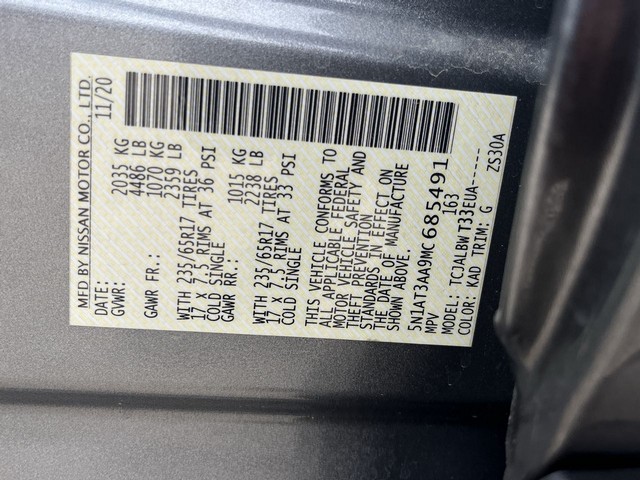 MFD BY NISSAN MOTOR CO., LTD.
DATE: 11/20
GVWR: 2035 KG
4486 LB
GAWR FR.: 1070 KG
2359 LB
WITH 235/65R17 TIRES
17 X 7.5 RIMS AT 36 PSI
COLD SINGLE
GAWR RR.: 1015 KG
2238 LB
WITH 235/65R17 TIRES
17 X 7.5 RIMS AT 33 PSI
COLD SINGLE
THIS VEHICLE CONFORMS TO
ALL APPLICABLE FEDERAL
MOTOR VEHICLE SAFETY AND
THEFT PREVENTION
STANDARDS IN EFFECT ON
THE DATE OF MANUFACTURE
SHOWN ABOVE.
5N1AT3AA9MC685491
MPV 163
MODEL: TCJALBWT33EUA------
COLOR: KAD TRIM: G ZS30A